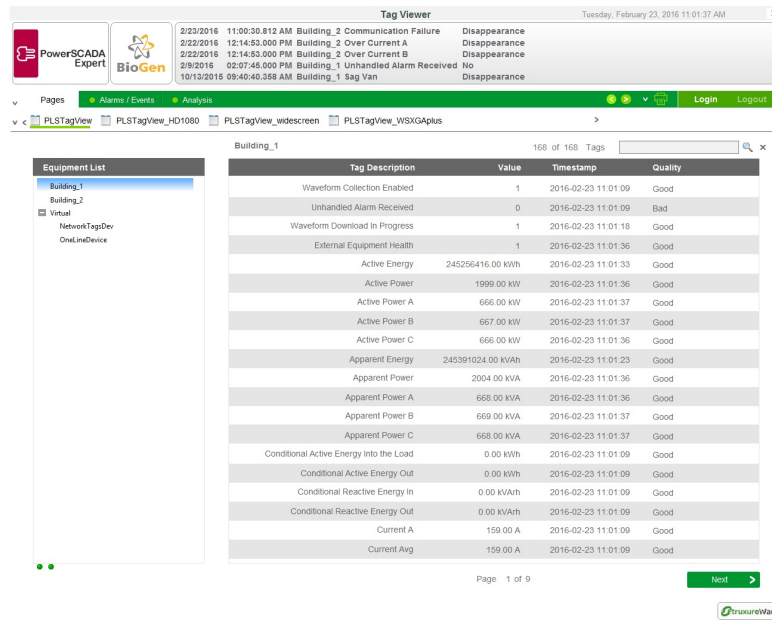 Tag Viewer
Tuesday, February 23, 2016 11:01:37 AM
PowerSCADA Expert
BioGen
2/23/2016 11:00:30.812 AM Building_2 Communication Failure Disappearance
2/22/2016 12:14:53.000 PM Building_2 Over Current A Disappearance
2/22/2016 12:14:53.000 PM Building_2 Over Current B Disappearance
2/9/2016 02:07:45.000 PM Building_1 Unhandled Alarm Received No
10/13/2015 09:40:40.358 AM Building_1 Sag Van Disappearance
Pages Alarms / Events Analysis Login Logout
PLSTagView PLSTagView_HD1080 PLSTagView_widescreen PLSTagView_WSXGAplus >
Building_1 168 of 168 Tags
Equipment List
Building_1
Building_2
Virtual
NetworkTagsDev
OneLineDevice
Tag Description Value Timestamp Quality
Waveform Collection Enabled 1 2016-02-23 11:01:09 Good
Unhandled Alarm Received 0 2016-02-23 11:01:09 Bad
Waveform Download In Progress 1 2016-02-23 11:01:18 Good
External Equipment Health 1 2016-02-23 11:01:36 Good
Active Energy 245256416.00 kWh 2016-02-23 11:01:33 Good
Active Power 1999.00 kW 2016-02-23 11:01:36 Good
Active Power A 666.00 kW 2016-02-23 11:01:37 Good
Active Power B 667.00 kW 2016-02-23 11:01:37 Good
Active Power C 666.00 kW 2016-02-23 11:01:36 Good
Apparent Energy 245391024.00 kVAh 2016-02-23 11:01:23 Good
Apparent Power 2004.00 kVA 2016-02-23 11:01:36 Good
Apparent Power A 668.00 kVA 2016-02-23 11:01:36 Good
Apparent Power B 669.00 kVA 2016-02-23 11:01:37 Good
Apparent Power C 668.00 kVA 2016-02-23 11:01:37 Good
Conditional Active Energy Into the Load 0.00 kWh 2016-02-23 11:01:09 Good
Conditional Active Energy Out 0.00 kWh 2016-02-23 11:01:09 Good
Conditional Reactive Energy In 0.00 kVArh 2016-02-23 11:01:09 Good
Conditional Reactive Energy Out 0.00 kVArh 2016-02-23 11:01:09 Good
Current A 159.00 A 2016-02-23 11:01:09 Good
Current Avg 159.00 A 2016-02-23 11:01:09 Good
Page 1 of 9
Next >